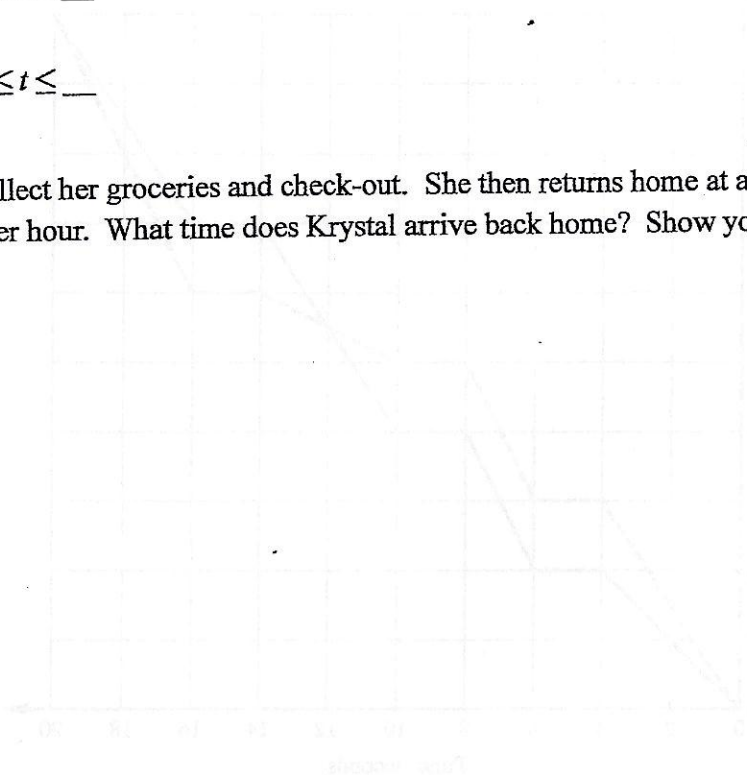 ≤t≤__
llect her groceries and check-out. She then returns home at a
er hour. What time does Krystal arrive back home? Show yo